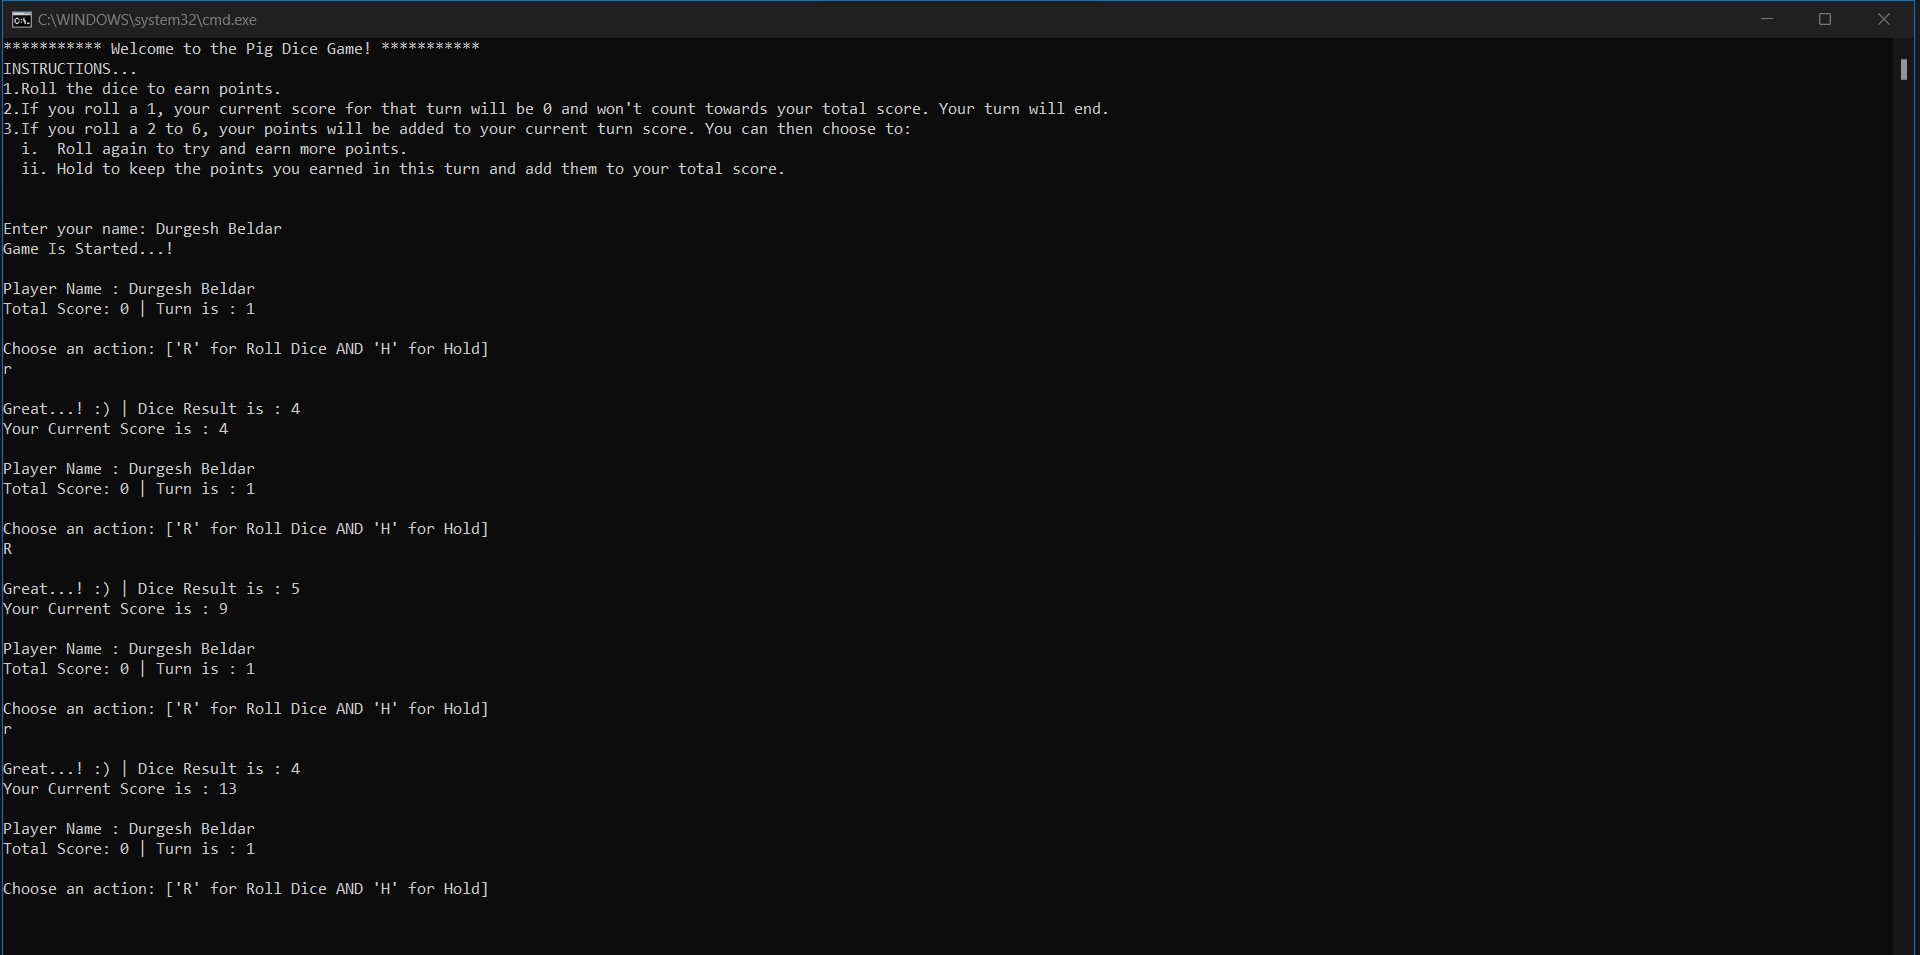 C:\WINDOWS\system32\cmd.exe
*********** Welcome to the Pig Dice Game! ***********
INSTRUCTIONS...
1.Roll the dice to earn points.
2.If you roll a 1, your current score for that turn will be 0 and won't count towards your total score. Your turn will end.
3.If you roll a 2 to 6, your points will be added to your current turn score. You can then choose to:
  i.  Roll again to try and earn more points.
  ii. Hold to keep the points you earned in this turn and add them to your total score.
Enter your name: Durgesh Beldar
Game Is Started...!
Player Name : Durgesh Beldar
Total Score: 0 | Turn is : 1
Choose an action: ['R' for Roll Dice AND 'H' for Hold]
r
Great...! :) | Dice Result is : 4
Your Current Score is : 4
Player Name : Durgesh Beldar
Total Score: 0 | Turn is : 1
Choose an action: ['R' for Roll Dice AND 'H' for Hold]
R
Great...! :) | Dice Result is : 5
Your Current Score is : 9
Player Name : Durgesh Beldar
Total Score: 0 | Turn is : 1
Choose an action: ['R' for Roll Dice AND 'H' for Hold]
r
Great...! :) | Dice Result is : 4
Your Current Score is : 13
Player Name : Durgesh Beldar
Total Score: 0 | Turn is : 1
Choose an action: ['R' for Roll Dice AND 'H' for Hold]